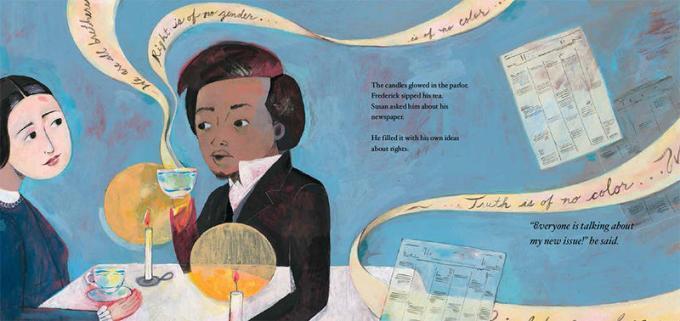 We are all brethren
Right is of no gender...
is of no color...
The candles glowed in the parlor.
Frederick sipped his tea.
Susan asked him about his
newspaper.
He filled it with his own ideas
about rights.
...Truth is of no color...
"Everyone is talking about
my new issue!" he said.